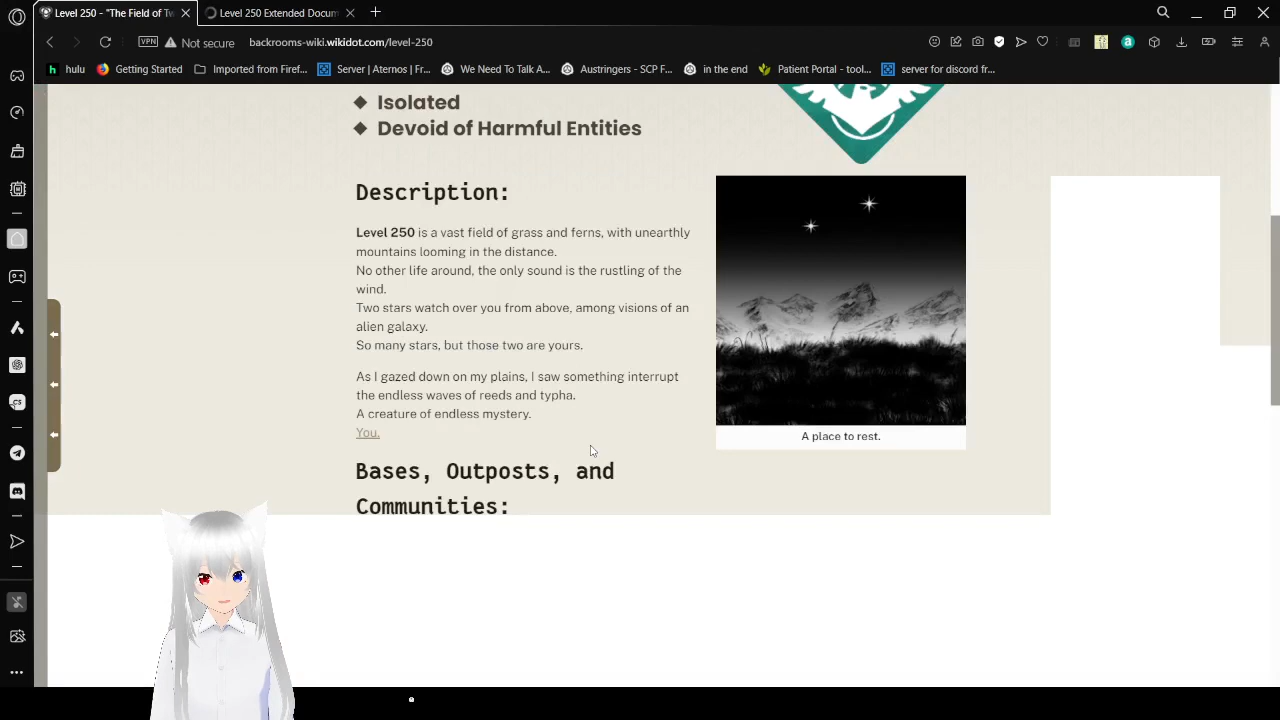 Level 250 - "The Field of Tw
Level 250 Extended Docum
VPN
Not secure
backrooms-wiki.wikidot.com/level-250
hulu
Getting Started
Imported from Firef...
Server | Aternos | Fr...
We Need To Talk A...
Austringers - SCP F...
in the end
Patient Portal - tool...
server for discord fr...
Isolated
Devoid of Harmful Entities
Description:
Level 250 is a vast field of grass and ferns, with unearthly
mountains looming in the distance.
No other life around, the only sound is the rustling of the
wind.
Two stars watch over you from above, among visions of an
alien galaxy.
So many stars, but those two are yours.
As I gazed down on my plains, I saw something interrupt
the endless waves of reeds and typha.
A creature of endless mystery.
You.
A place to rest.
Bases, Outposts, and
Communities: